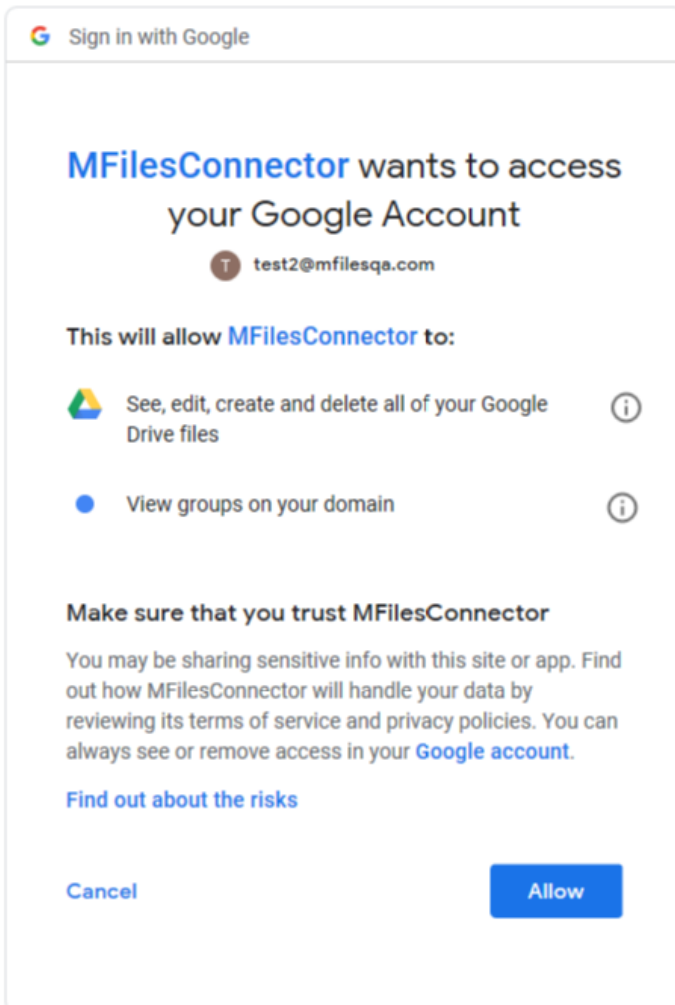 Sign in with Google
MFilesConnector wants to access
your Google Account
T test2@mfilesqa.com
This will allow MFilesConnector to:
See, edit, create and delete all of your Google
Drive files
View groups on your domain
Make sure that you trust MFilesConnector
You may be sharing sensitive info with this site or app. Find
out how MFilesConnector will handle your data by
reviewing its terms of service and privacy policies. You can
always see or remove access in your Google account.
Find out about the risks
Cancel
Allow